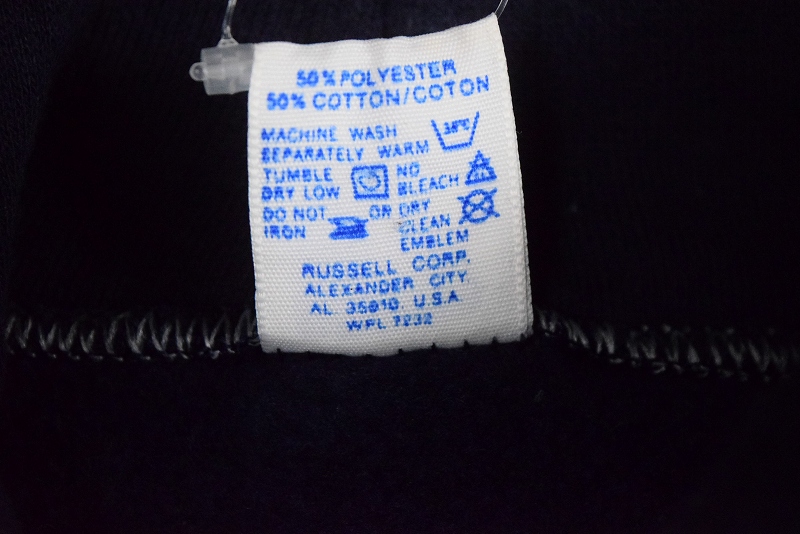 50% POLYESTER
50% COTTON/COTON
MACHINE WASH
SEPARATELY WARM
TUMBLE
DRY LOW
NO
BLEACH
DO NOT
IRON
OR DRY
CLEAN
EMBLEM
RUSSELL CORP.
ALEXANDER CITY,
AL 35010 U.S.A.
WPL 7232